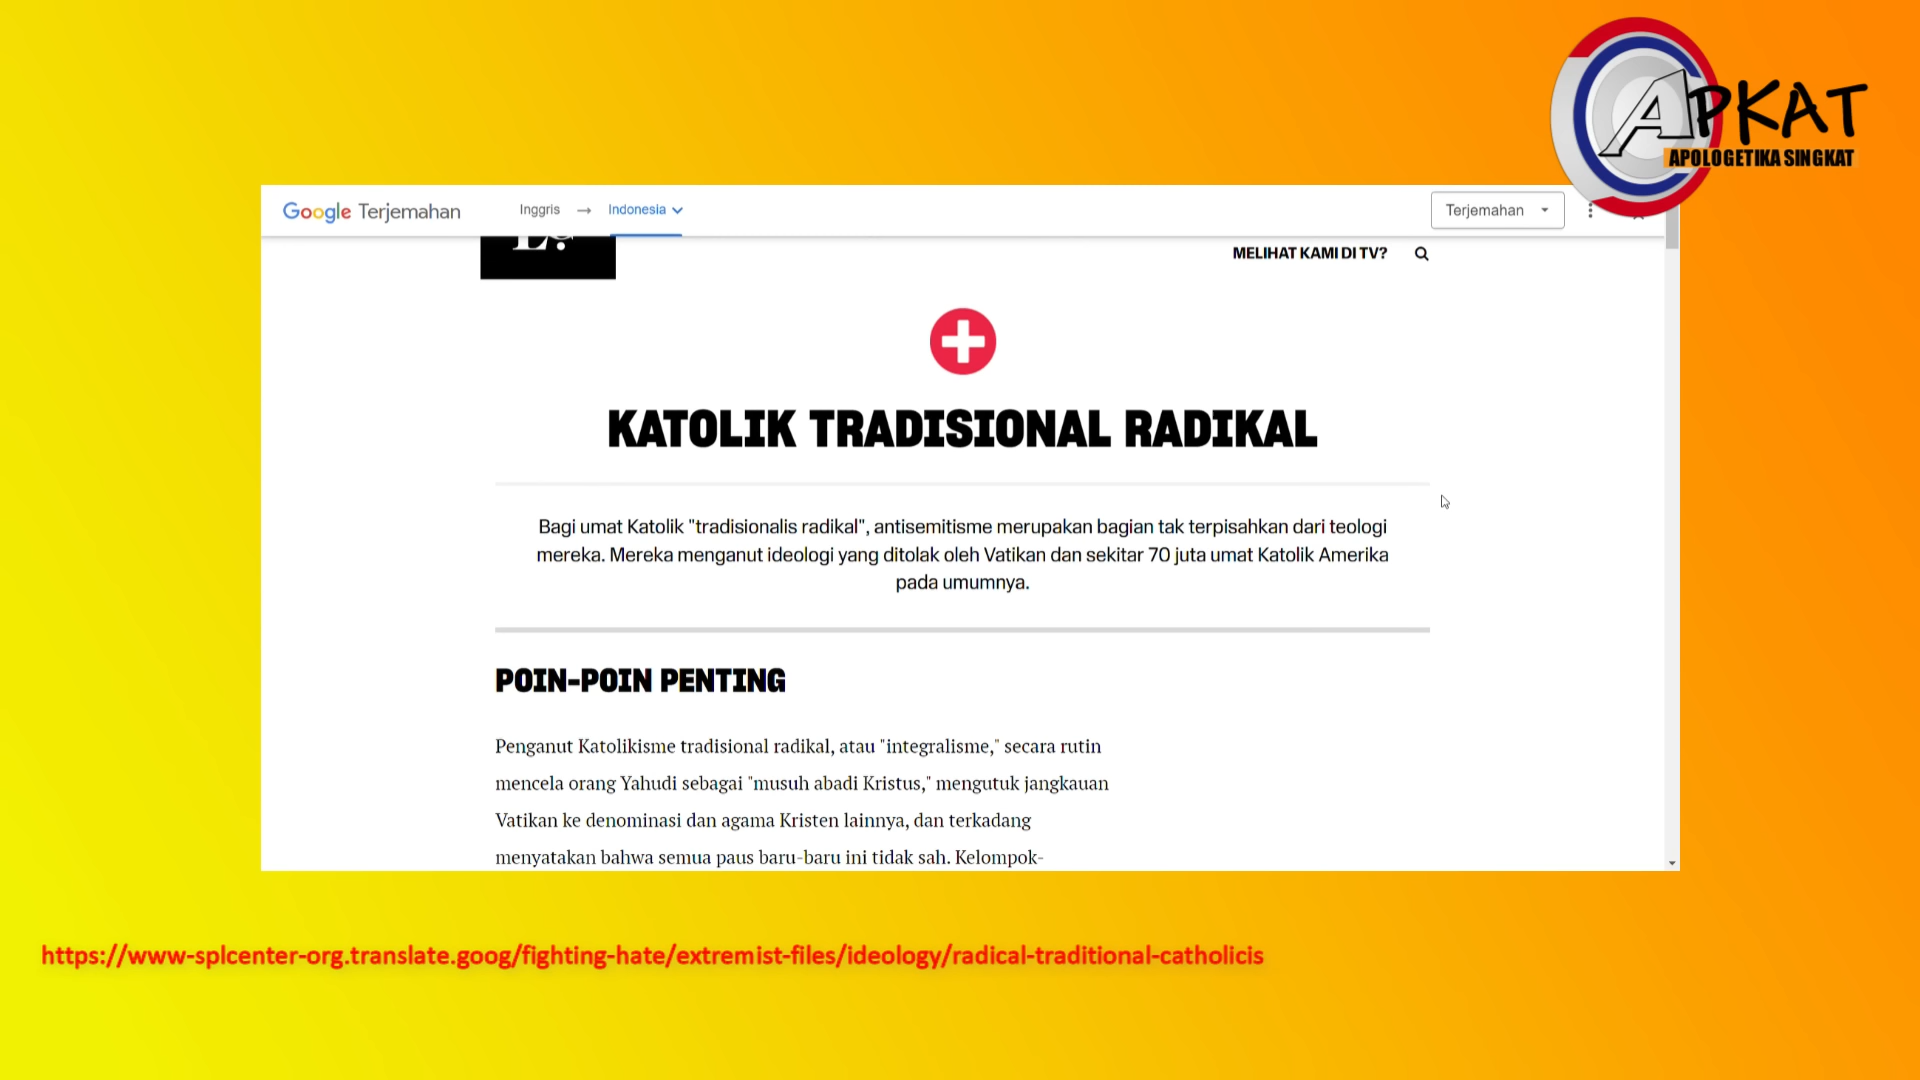 APKAT
APOLOGETIKA SINGKAT
Google Terjemahan
Inggris → Indonesia
Terjemahan
MELIHAT KAMI DI TV?
KATOLIK TRADISIONAL RADIKAL
Bagi umat Katolik "tradisionalis radikal", antisemitisme merupakan bagian tak terpisahkan dari teologi
mereka. Mereka menganut ideologi yang ditolak oleh Vatikan dan sekitar 70 juta umat Katolik Amerika
pada umumnya.
POIN-POIN PENTING
Penganut Katolikisme tradisional radikal, atau "integralisme," secara rutin
mencela orang Yahudi sebagai "musuh abadi Kristus," mengutuk jangkauan
Vatikan ke denominasi dan agama Kristen lainnya, dan terkadang
menyatakan bahwa semua paus baru-baru ini tidak sah. Kelompok-
https://www-splcenter-org.translate.goog/fighting-hate/extremist-files/ideology/radical-traditional-catholicis